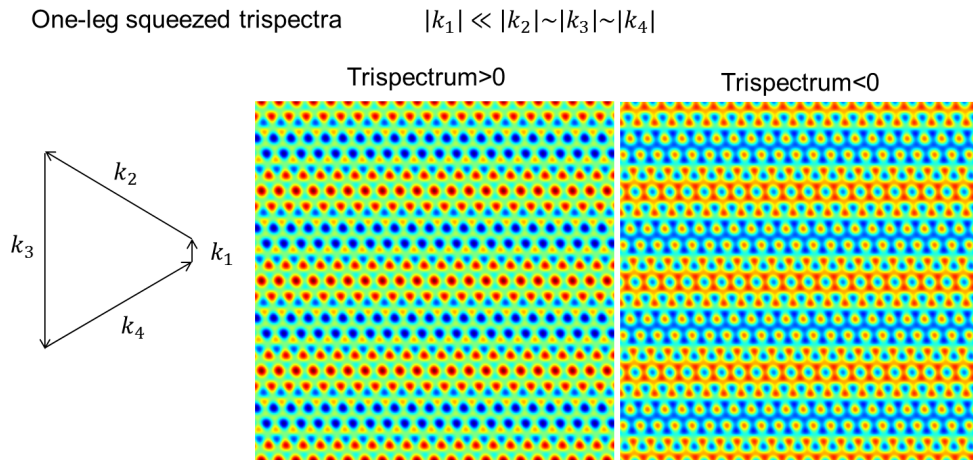 One-leg squeezed trispectra |k₁| ≪ |k₂|~|k₃|~|k₄|
Trispectrum>0
Trispectrum<0
k₂
k₃
k₁
k₄